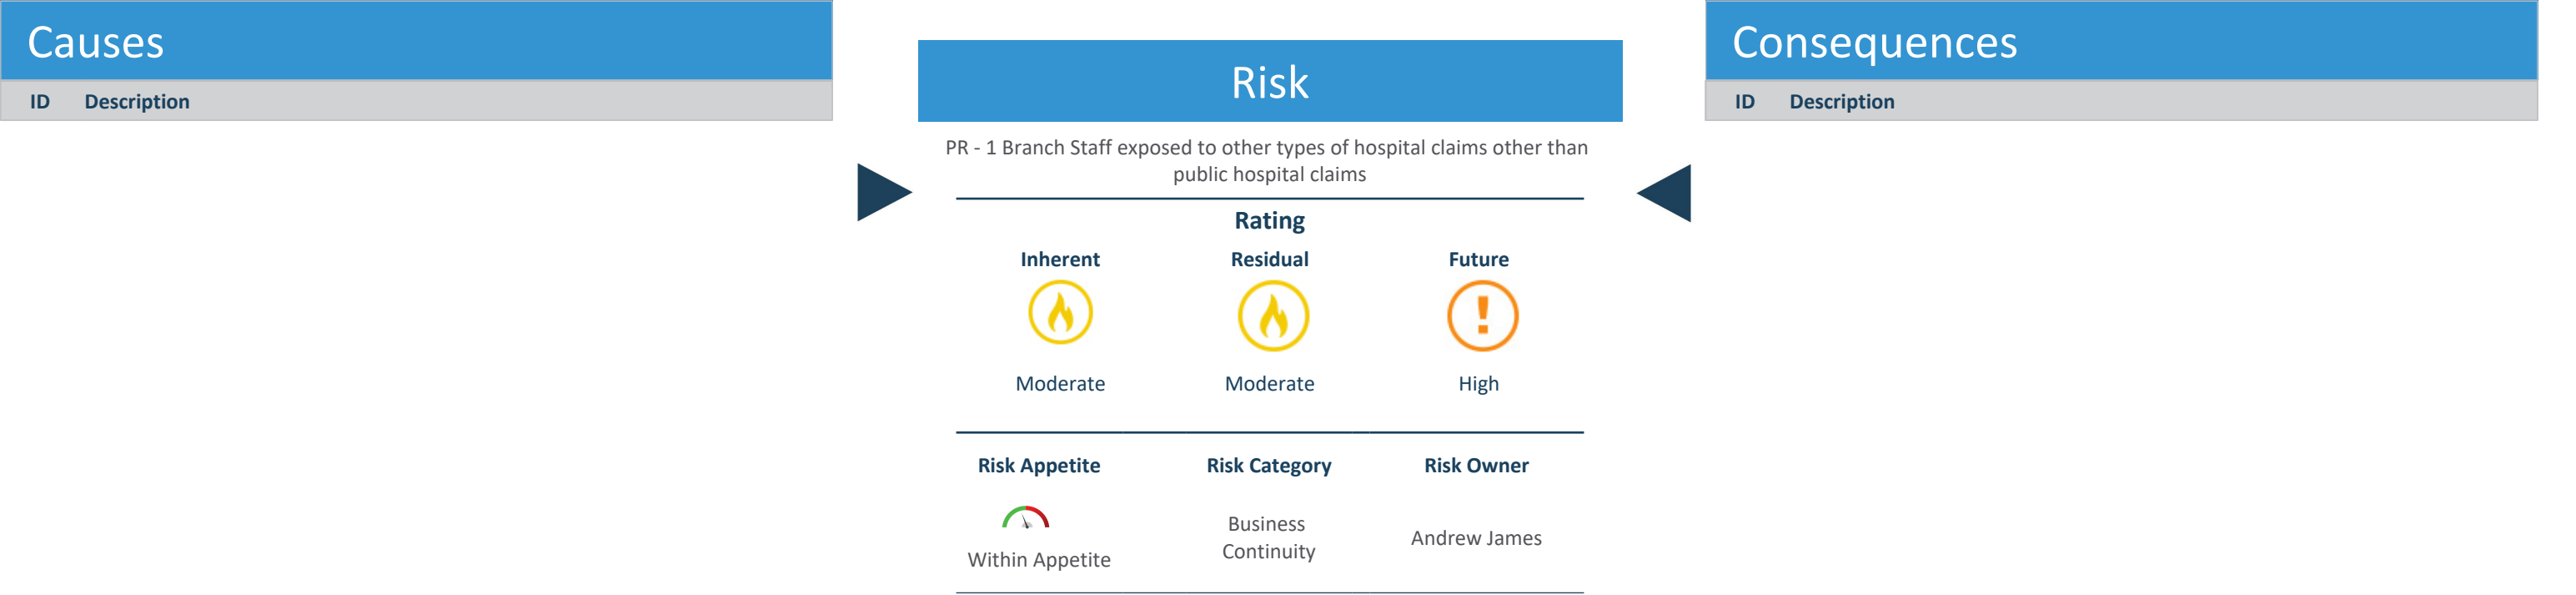 Causes
ID Description
Risk
PR - 1 Branch Staff exposed to other types of hospital claims other than
public hospital claims
Rating
Inherent Residual Future
Moderate Moderate High
Risk Appetite Risk Category Risk Owner
Within Appetite
Business
Continuity
Andrew James
Consequences
ID Description